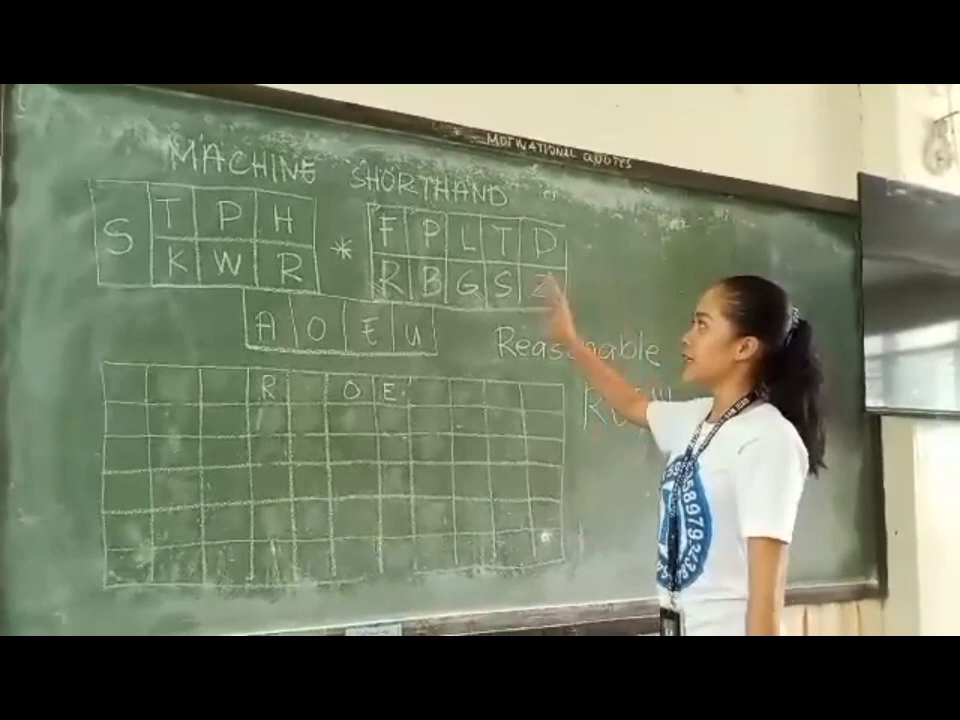 MOTIVATIONAL QUOTES
MACHINE SHORTHAND
S T P H * F P L T D
K W R R B G S Z
A O E U
Reasonable
R O E